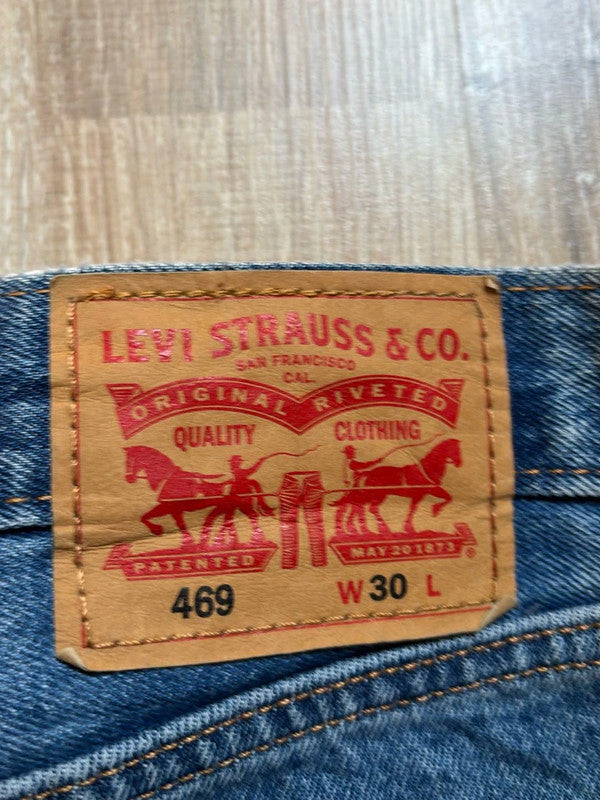 LEVI STRAUSS & CO.
SAN FRANCISCO
CAL.
ORIGINAL RIVETED
QUALITY CLOTHING
PATENTED MAY 20 1873 ®
469 W 30 L